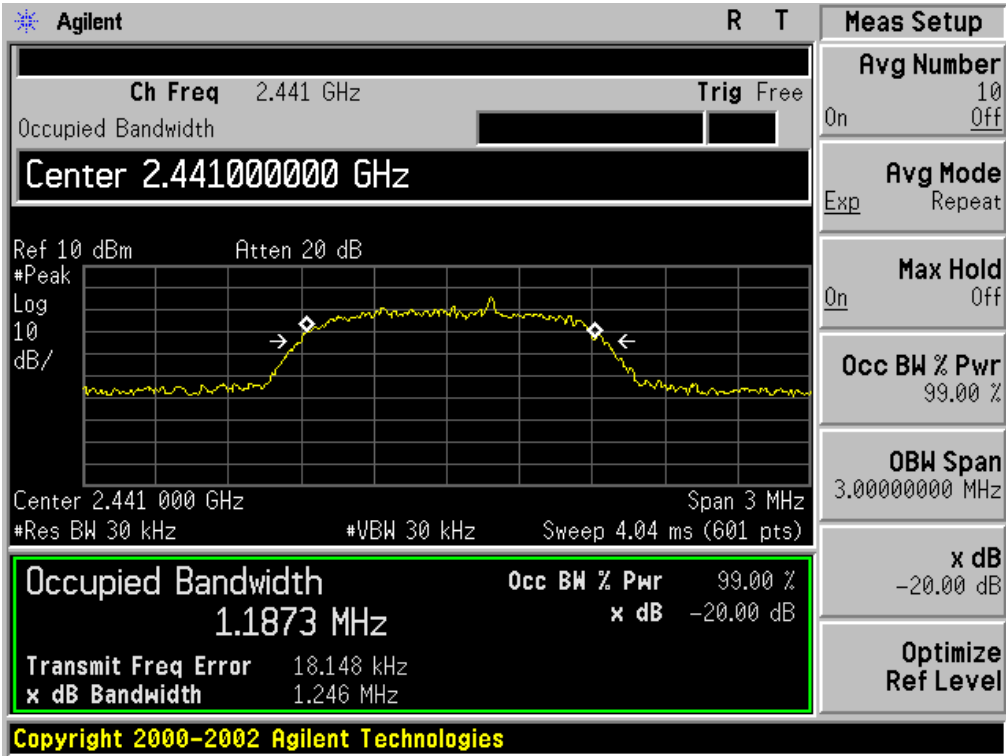 Agilent R T
Ch Freq 2.441 GHz Trig Free
Occupied Bandwidth
Center 2.441000000 GHz
Ref 10 dBm Atten 20 dB
#Peak
Log
10
dB/
Center 2.441 000 GHz Span 3 MHz
#Res BW 30 kHz #VBW 30 kHz Sweep 4.04 ms (601 pts)
Occupied Bandwidth Occ BW % Pwr 99.00 %
1.1873 MHz x dB -20.00 dB
Transmit Freq Error 18.148 kHz
x dB Bandwidth 1.246 MHz
Copyright 2000-2002 Agilent Technologies
Meas Setup
Avg Number
10
On Off
Avg Mode
Exp Repeat
Max Hold
On Off
Occ BW % Pwr
99.00 %
OBW Span
3.00000000 MHz
x dB
-20.00 dB
Optimize
Ref Level